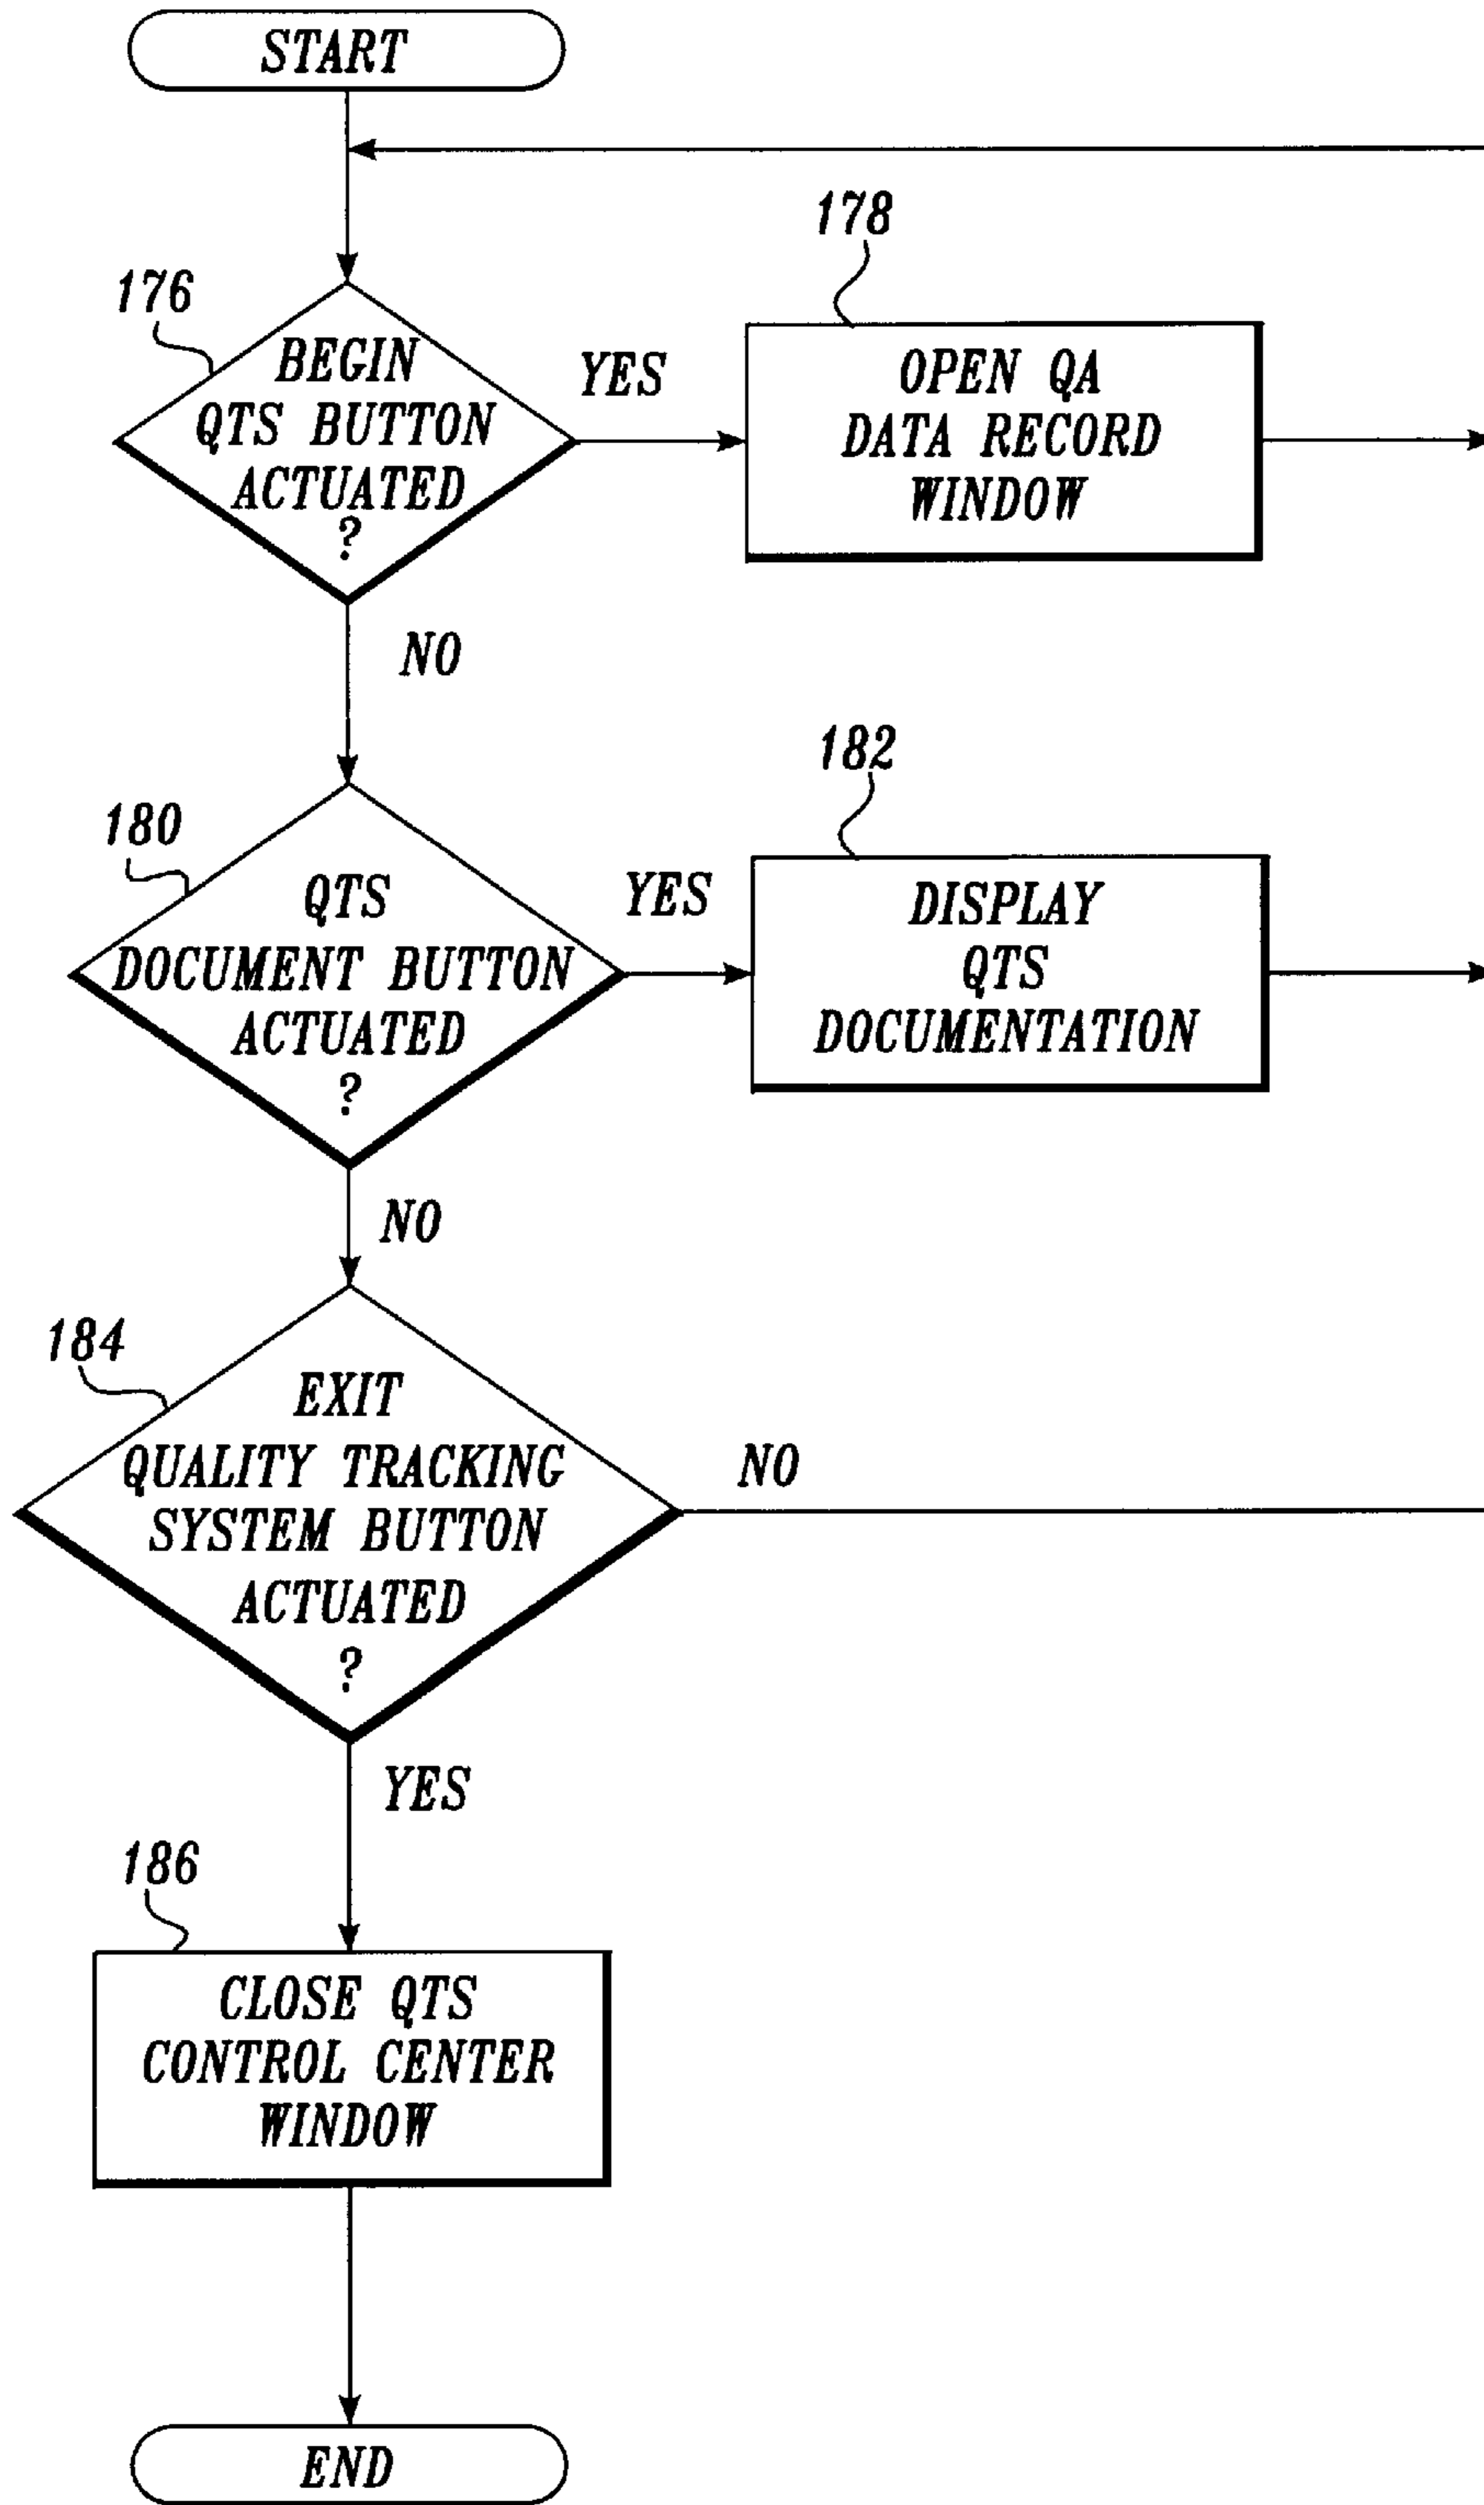 START
178
176
BEGIN
QTS BUTTON
ACTUATED
?
YES
OPEN QA
DATA RECORD
WINDOW
NO
182
180
QTS
DOCUMENT BUTTON
ACTUATED
?
YES
DISPLAY
QTS
DOCUMENTATION
NO
184
EXIT
QUALITY TRACKING
SYSTEM BUTTON
ACTUATED
?
NO
YES
186
CLOSE QTS
CONTROL CENTER
WINDOW
END